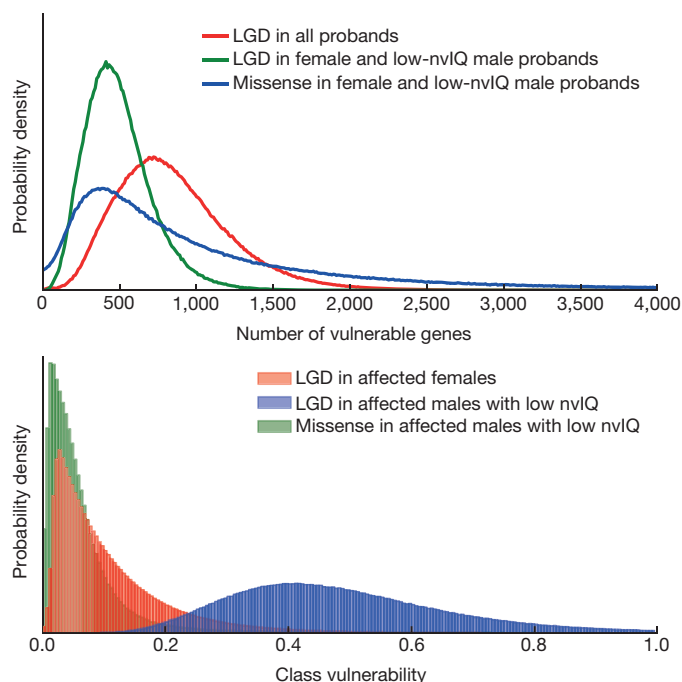 LGD in all probands
LGD in female and low-nvIQ male probands
Missense in female and low-nvIQ male probands
Probability density
0 500 1,000 1,500 2,000 2,500 3,000 3,500 4,000
Number of vulnerable genes
LGD in affected females
LGD in affected males with low nvIQ
Missense in affected males with low nvIQ
Probability density
0.0 0.2 0.4 0.6 0.8 1.0
Class vulnerability